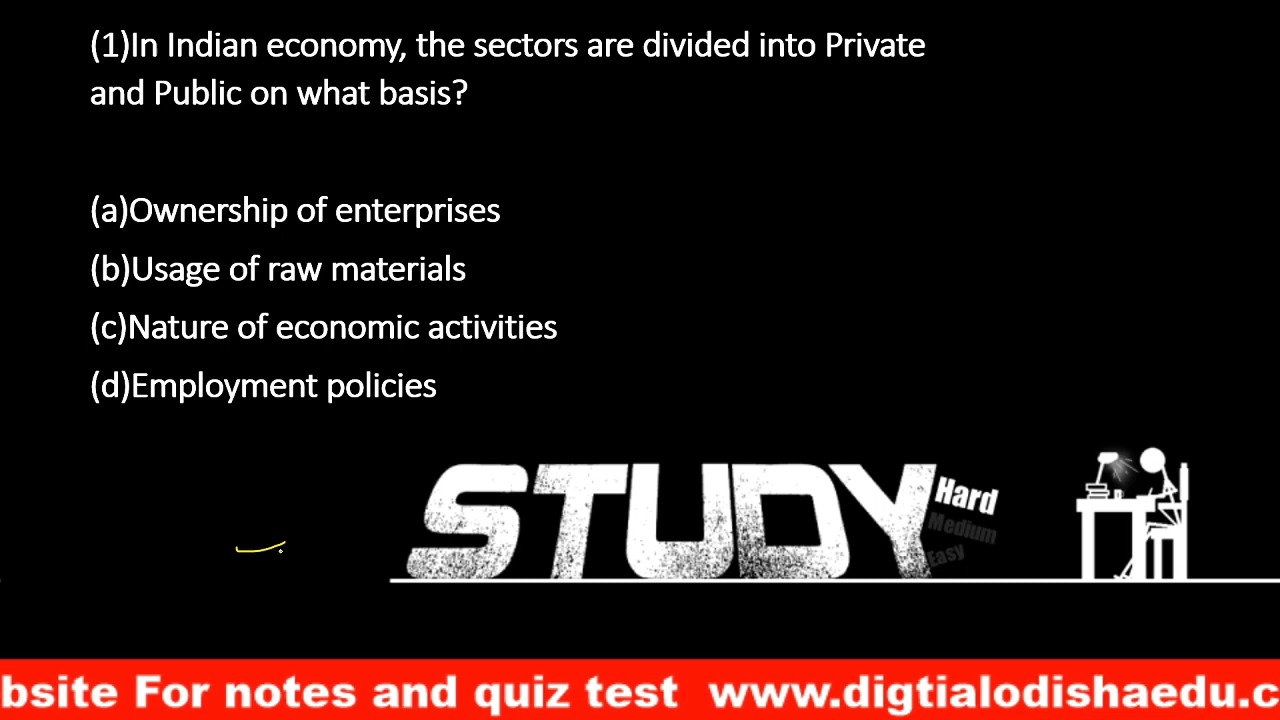 (1)In Indian economy, the sectors are divided into Private
and Public on what basis?
(a)Ownership of enterprises
(b)Usage of raw materials
(c)Nature of economic activities
(d)Employment policies
STUDY
Hard
Medium
Easy
bsite For notes and quiz test www.digtialodishaedu.c